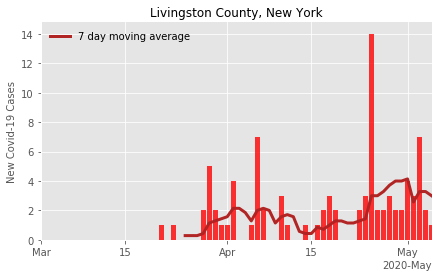 Livingston County, New York
7 day moving average
New Covid-19 Cases
14
12
10
8
6
4
2
0
Mar
15
Apr
15
May
2020-May